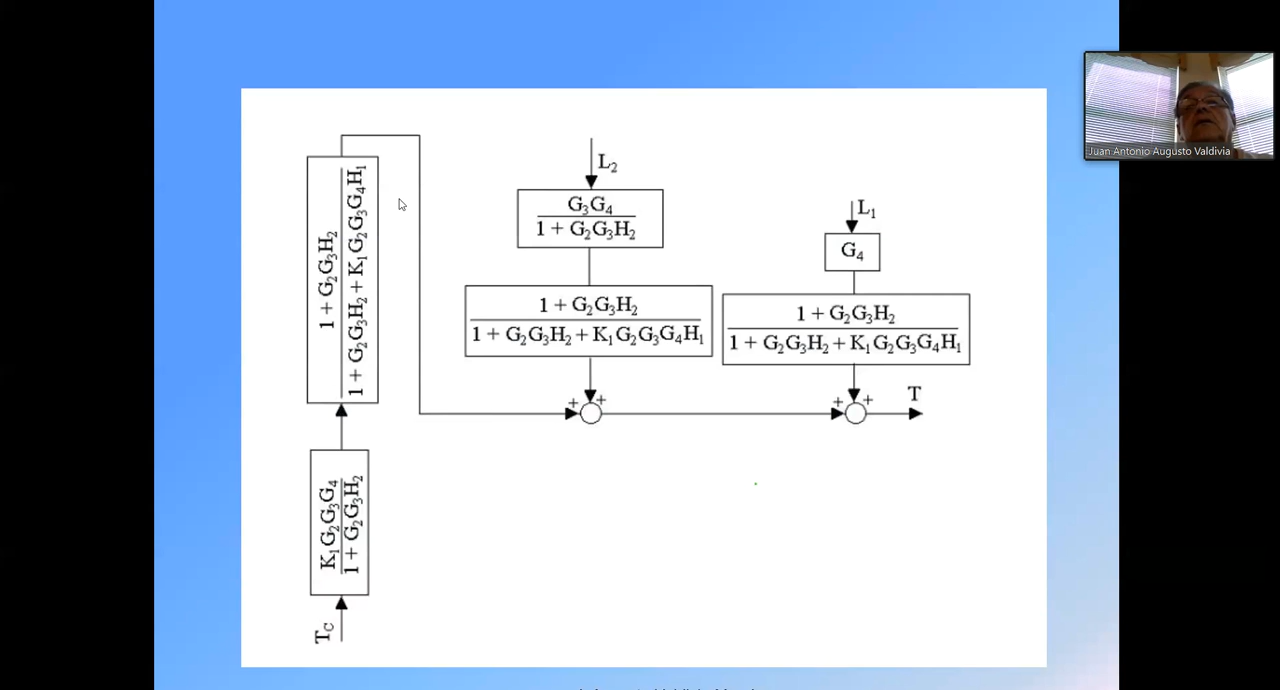 1 + G₂G₃H₂
1 + G₂G₃H₂ + K₁G₂G₃G₄H₁
K₁G₂G₃G₄
1 + G₂G₃H₂
T_C
L₂
G₃G₄
1 + G₂G₃H₂
1 + G₂G₃H₂
1 + G₂G₃H₂ + K₁G₂G₃G₄H₁
+ +
L₁
G₄
1 + G₂G₃H₂
1 + G₂G₃H₂ + K₁G₂G₃G₄H₁
+ +
T
Juan Antonio Augusto Valdivia